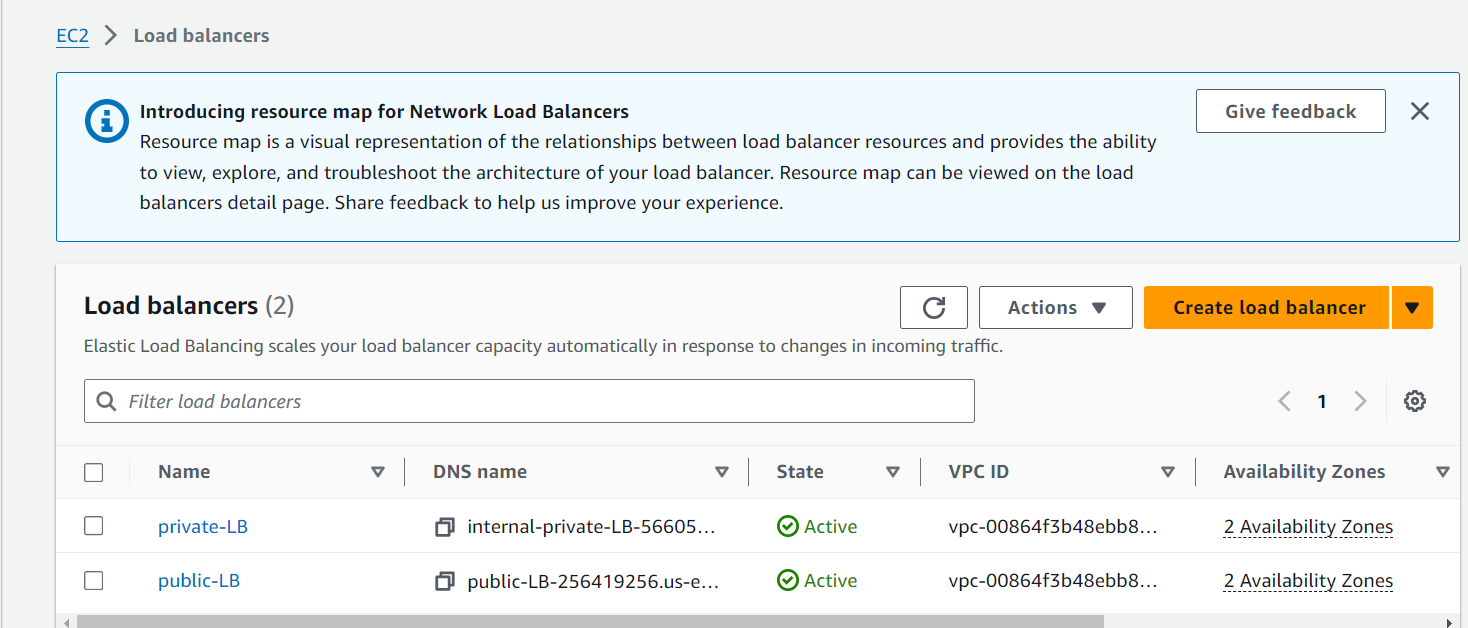 EC2 > Load balancers
Introducing resource map for Network Load Balancers
Give feedback
Resource map is a visual representation of the relationships between load balancer resources and provides the ability
to view, explore, and troubleshoot the architecture of your load balancer. Resource map can be viewed on the load
balancers detail page. Share feedback to help us improve your experience.
Load balancers (2)
Actions
Create load balancer
Elastic Load Balancing scales your load balancer capacity automatically in response to changes in incoming traffic.
Filter load balancers
1
Name DNS name State VPC ID Availability Zones
private-LB internal-private-LB-56605... Active vpc-00864f3b48ebb8... 2 Availability Zones
public-LB public-LB-256419256.us-e... Active vpc-00864f3b48ebb8... 2 Availability Zones